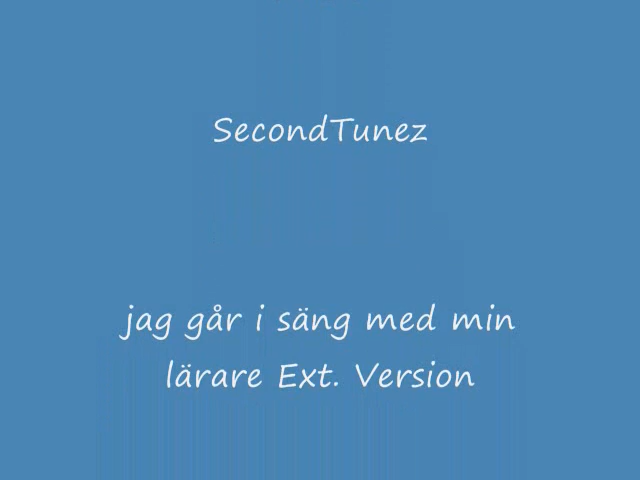 SecondTunez
jag går i säng med min
lärare Ext. Version